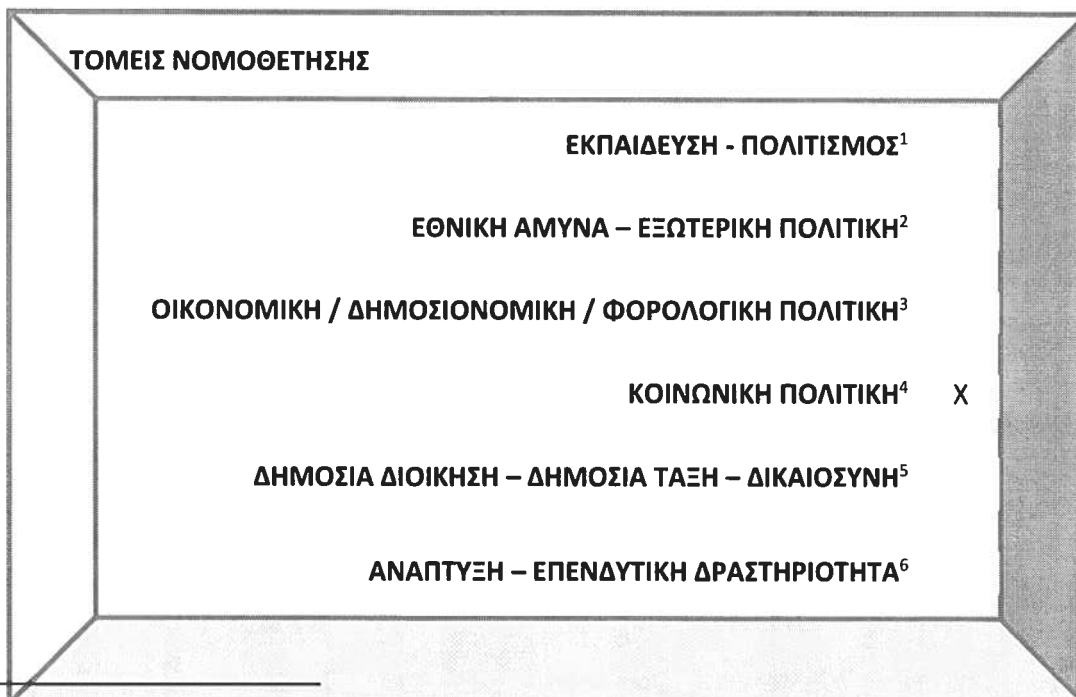 ΤΟΜΕΙΣ ΝΟΜΟΘΕΤΗΣΗΣ
ΕΚΠΑΙΔΕΥΣΗ - ΠΟΛΙΤΙΣΜΟΣ¹
ΕΘΝΙΚΗ ΑΜΥΝΑ – ΕΞΩΤΕΡΙΚΗ ΠΟΛΙΤΙΚΗ²
ΟΙΚΟΝΟΜΙΚΗ / ΔΗΜΟΣΙΟΝΟΜΙΚΗ / ΦΟΡΟΛΟΓΙΚΗ ΠΟΛΙΤΙΚΗ³
ΚΟΙΝΩΝΙΚΗ ΠΟΛΙΤΙΚΗ⁴ Χ
ΔΗΜΟΣΙΑ ΔΙΟΙΚΗΣΗ – ΔΗΜΟΣΙΑ ΤΑΞΗ – ΔΙΚΑΙΟΣΥΝΗ⁵
ΑΝΑΠΤΥΞΗ – ΕΠΕΝΔΥΤΙΚΗ ΔΡΑΣΤΗΡΙΟΤΗΤΑ⁶